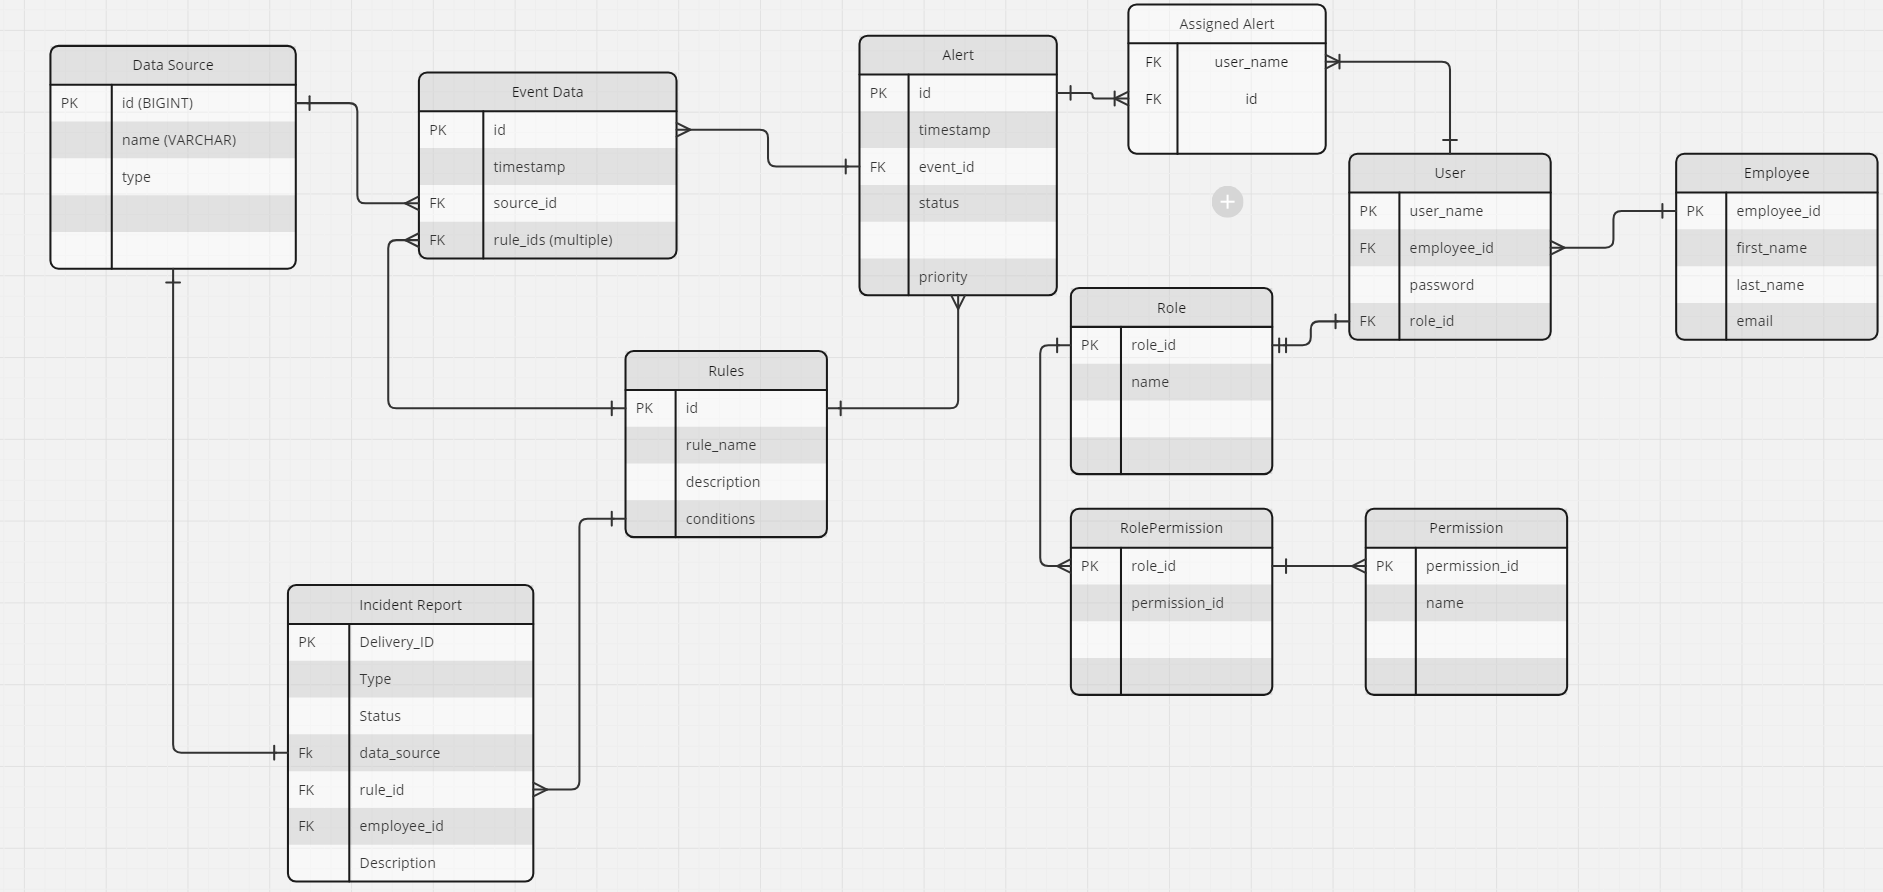 Data Source
PK id (BIGINT)
name (VARCHAR)
type
Event Data
PK id
timestamp
FK source_id
FK rule_ids (multiple)
Alert
PK id
timestamp
FK event_id
status
priority
Assigned Alert
FK user_name
FK id
User
PK user_name
FK employee_id
password
FK role_id
Employee
PK employee_id
first_name
last_name
email
Rules
PK id
rule_name
description
conditions
Role
PK role_id
name
RolePermission
PK role_id
permission_id
Permission
PK permission_id
name
Incident Report
PK Delivery_ID
Type
Status
Fk data_source
FK rule_id
FK employee_id
Description